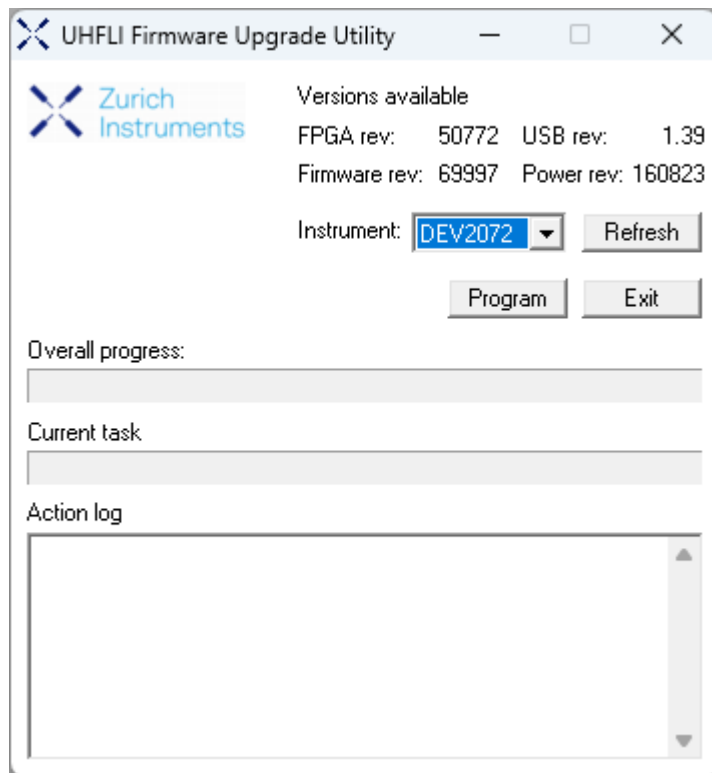 UHFLI Firmware Upgrade Utility
Zurich
Instruments
Versions available
FPGA rev: 50772 USB rev: 1.39
Firmware rev: 69997 Power rev: 160823
Instrument: DEV2072 Refresh
Program Exit
Overall progress:
Current task
Action log